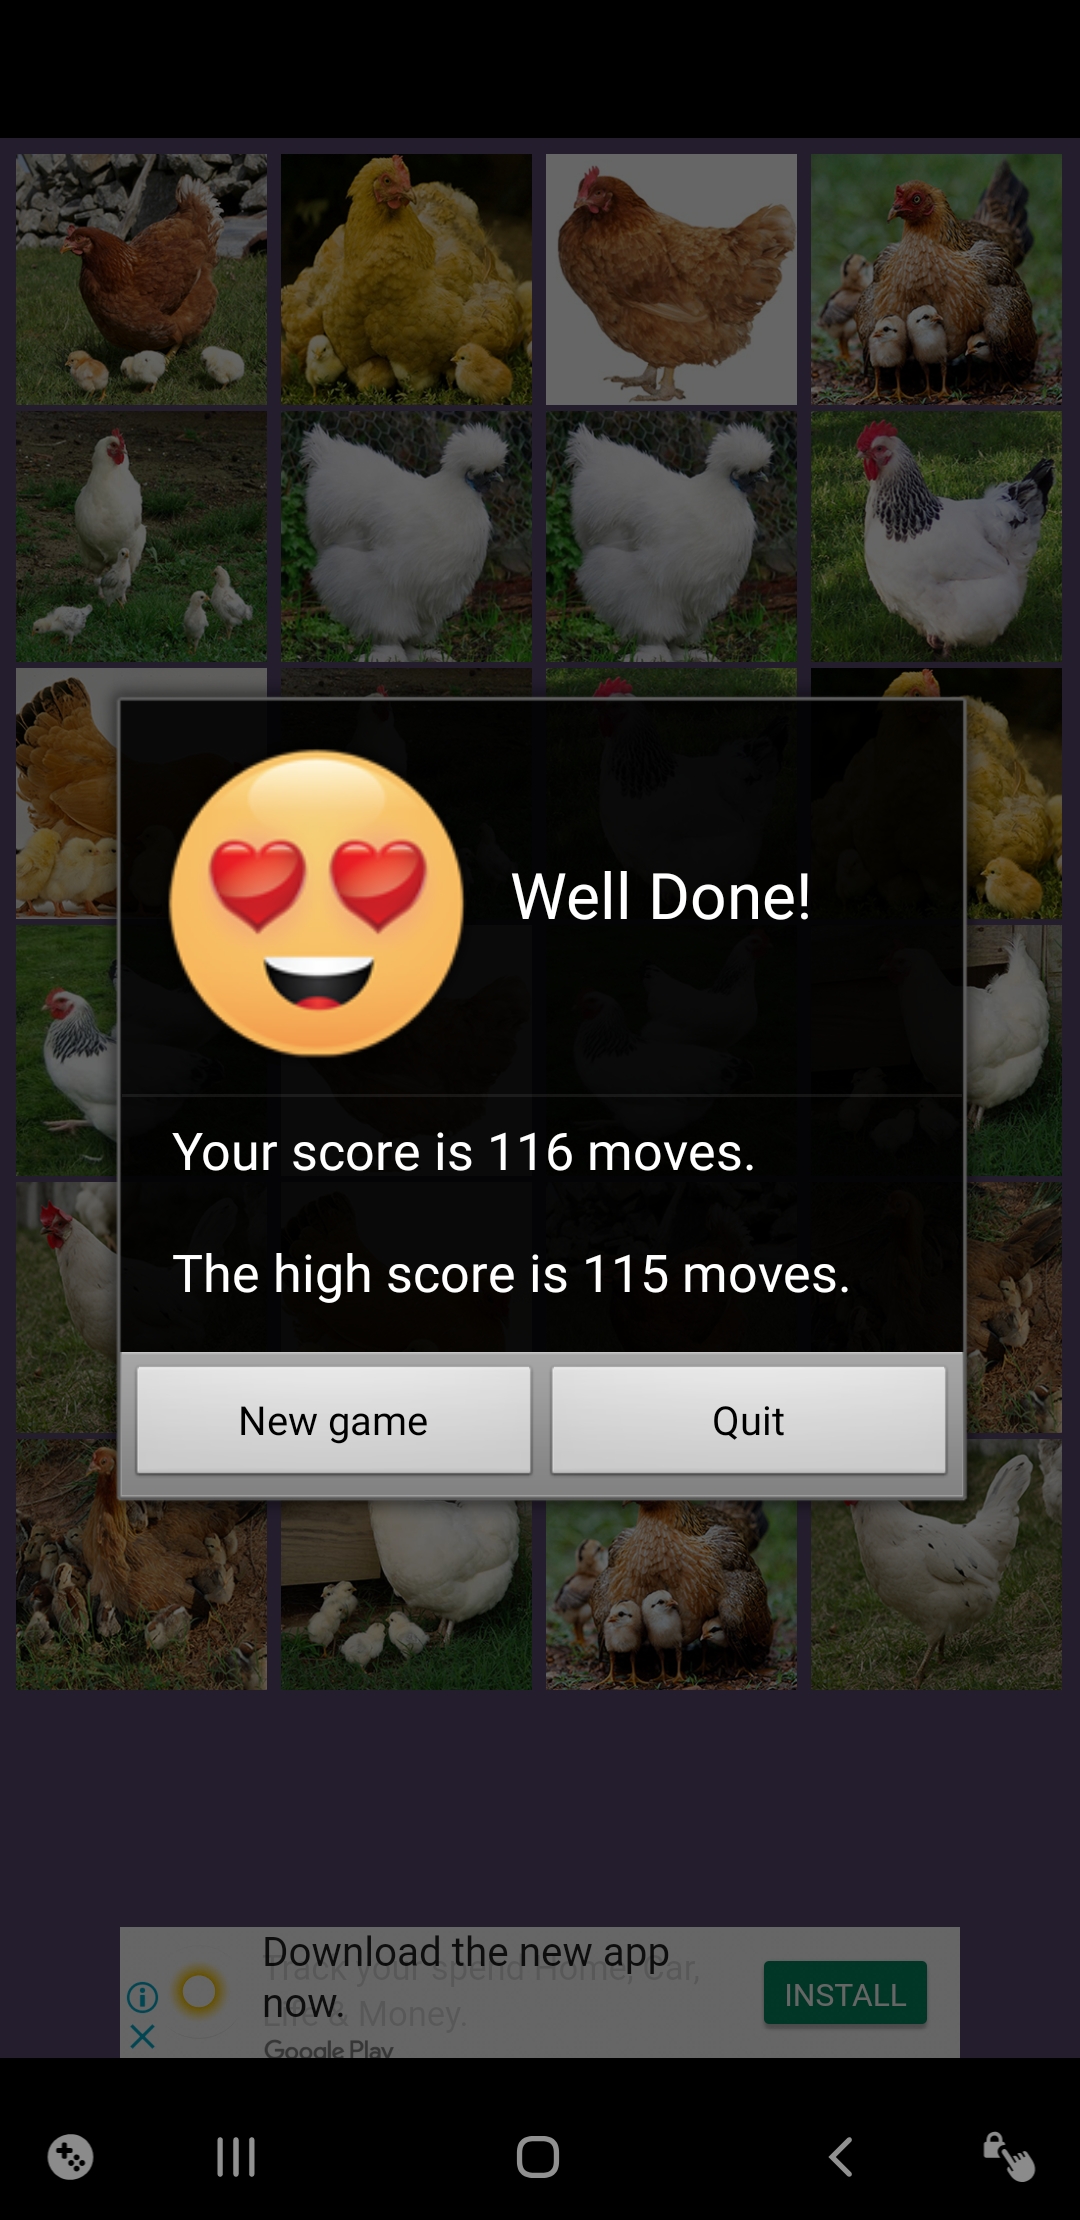 Well Done!
Your score is 116 moves.
The high score is 115 moves.
New game
Quit
Download the new app
now.
Track your spend Home, Car,
Life & Money.
Google Play
INSTALL